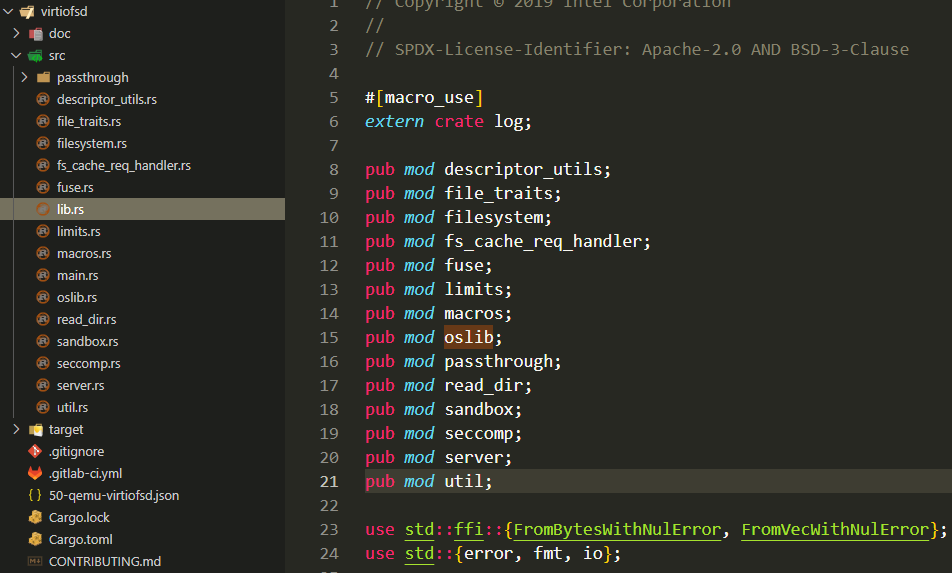 virtiofsd
doc
src
passthrough
descriptor_utils.rs
file_traits.rs
filesystem.rs
fs_cache_req_handler.rs
fuse.rs
lib.rs
limits.rs
macros.rs
main.rs
oslib.rs
read_dir.rs
sandbox.rs
seccomp.rs
server.rs
util.rs
target
.gitignore
.gitlab-ci.yml
{} 50-qemu-virtiofsd.json
Cargo.lock
Cargo.toml
CONTRIBUTING.md
1 // Copyright © 2019 Intel Corporation
2 //
3 // SPDX-License-Identifier: Apache-2.0 AND BSD-3-Clause
4
5 #[macro_use]
6 extern crate log;
7
8 pub mod descriptor_utils;
9 pub mod file_traits;
10 pub mod filesystem;
11 pub mod fs_cache_req_handler;
12 pub mod fuse;
13 pub mod limits;
14 pub mod macros;
15 pub mod oslib;
16 pub mod passthrough;
17 pub mod read_dir;
18 pub mod sandbox;
19 pub mod seccomp;
20 pub mod server;
21 pub mod util;
22
23 use std::ffi::{FromBytesWithNulError, FromVecWithNulError};
24 use std::{error, fmt, io};